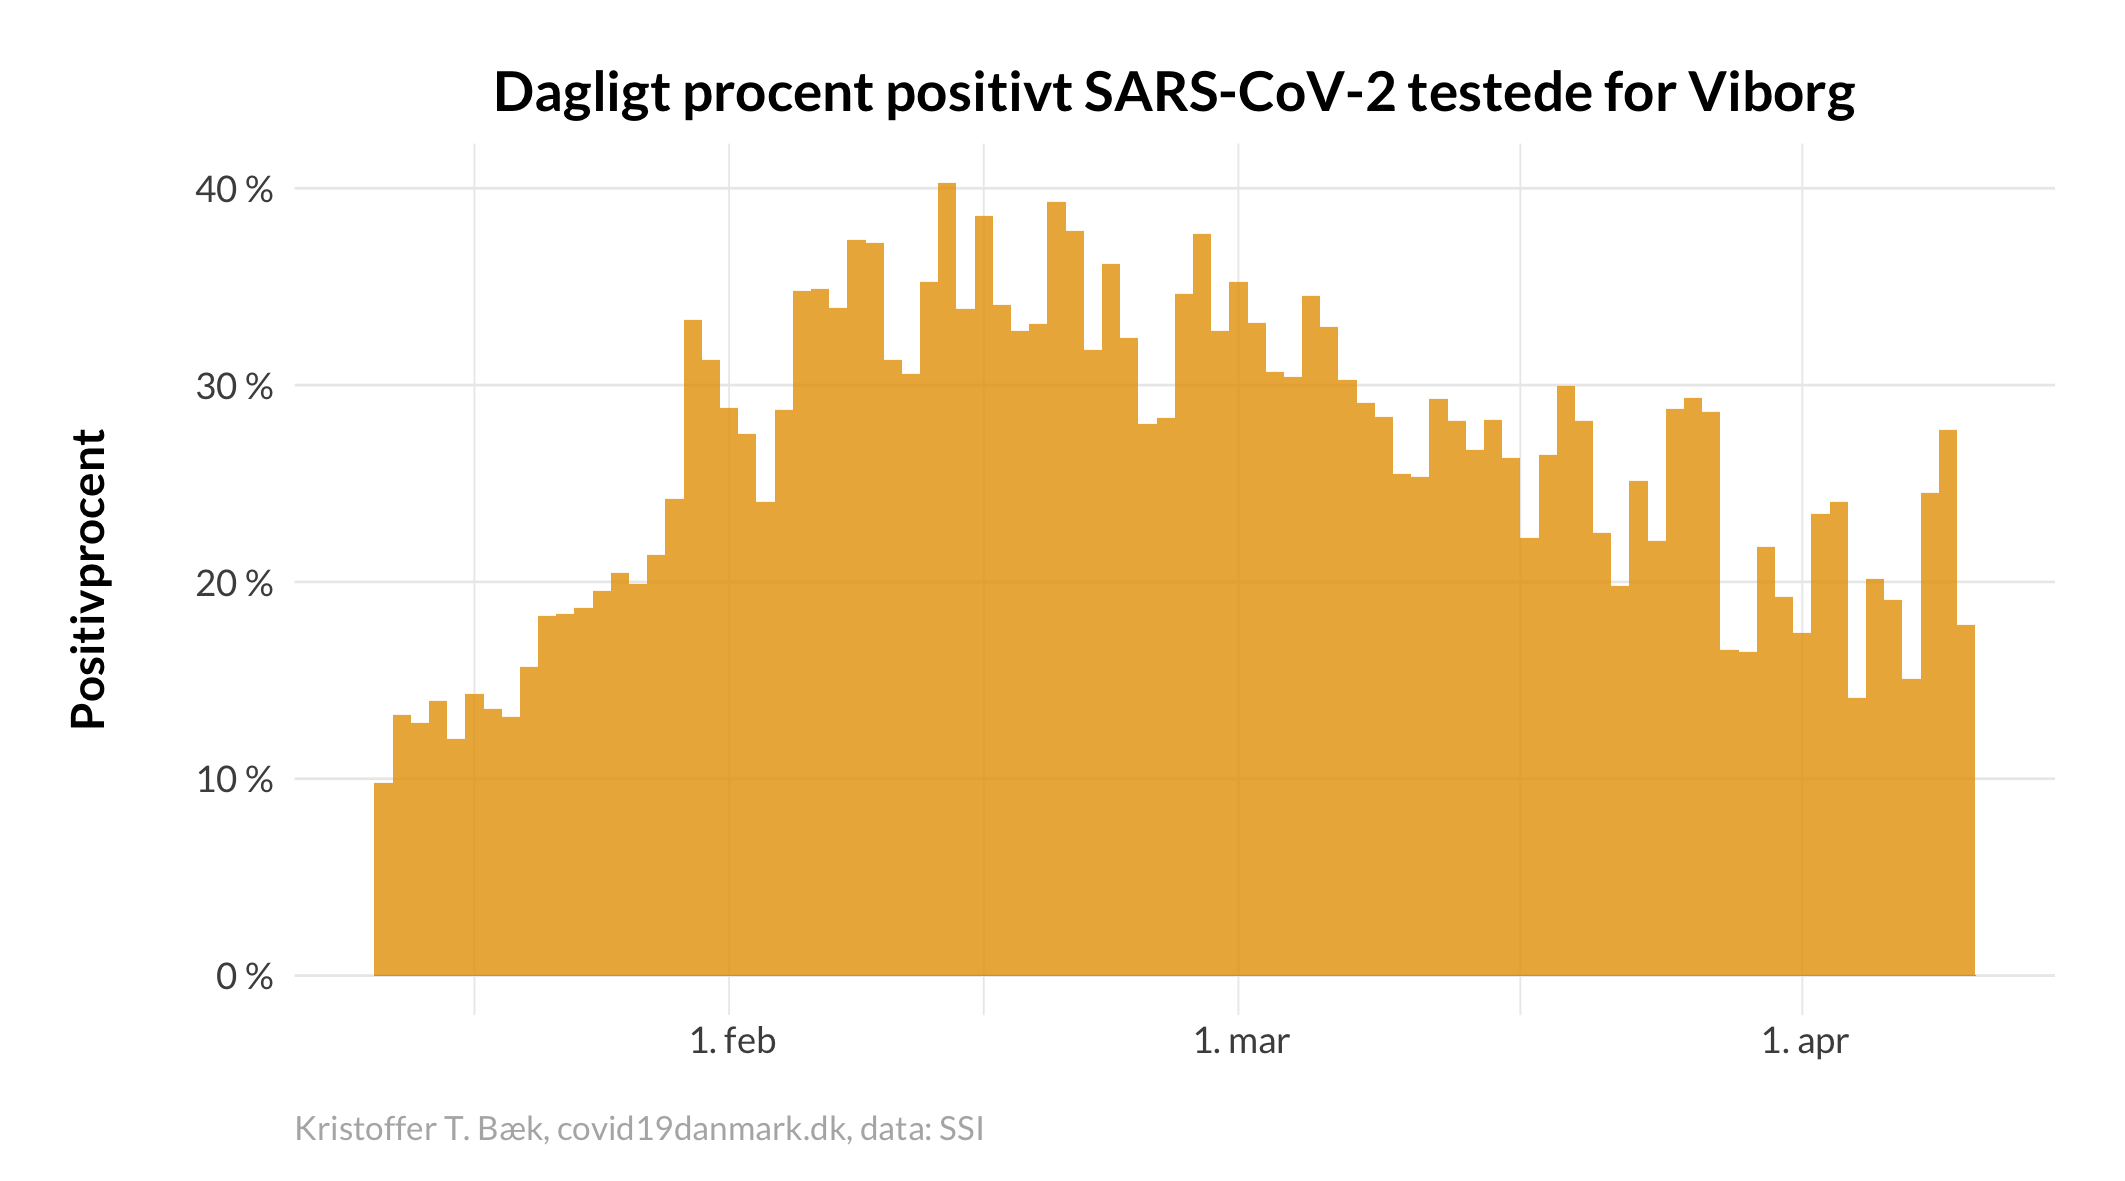 Dagligt procent positivt SARS-CoV-2 testede for Viborg
Positivprocent
40 %
30 %
20 %
10 %
0 %
1. feb
1. mar
1. apr
Kristoffer T. Bæk, covid19danmark.dk, data: SSI